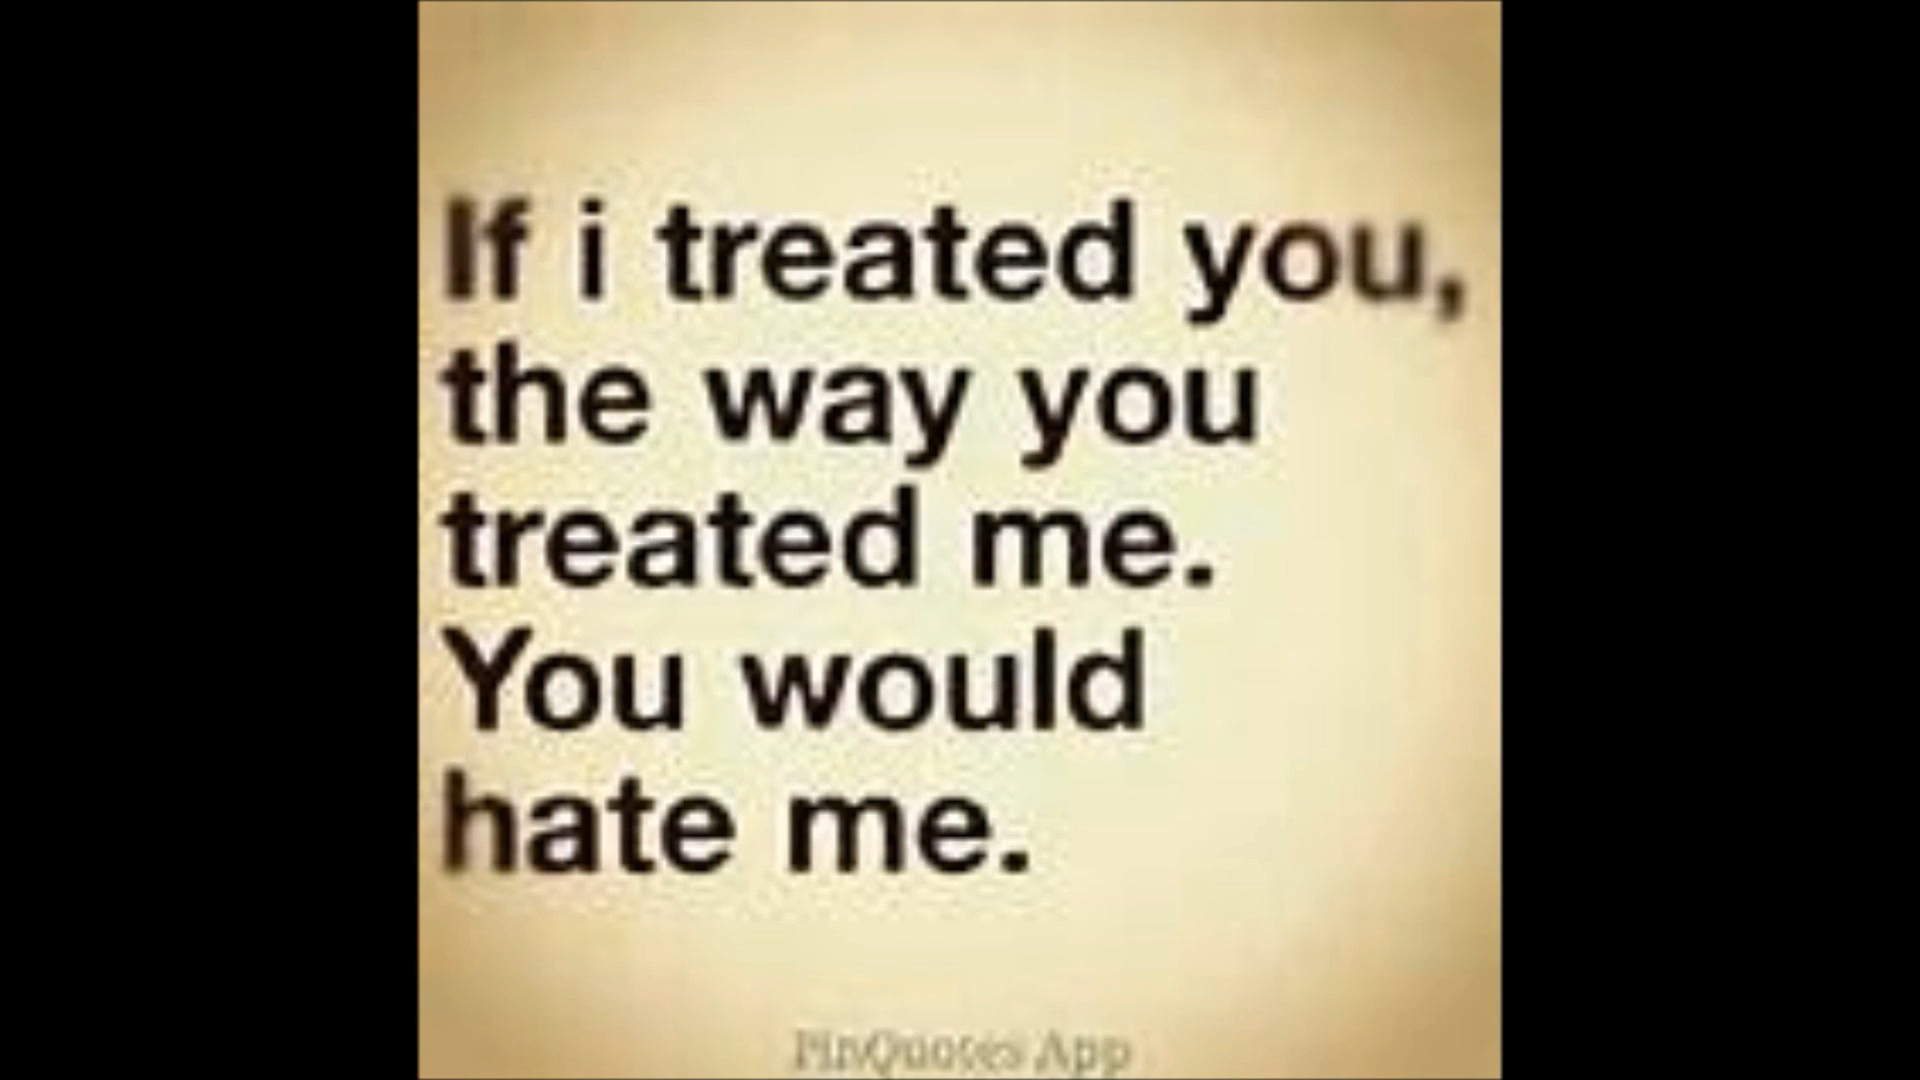 If i treated you,
the way you
treated me.
You would
hate me.
PinQuotes App